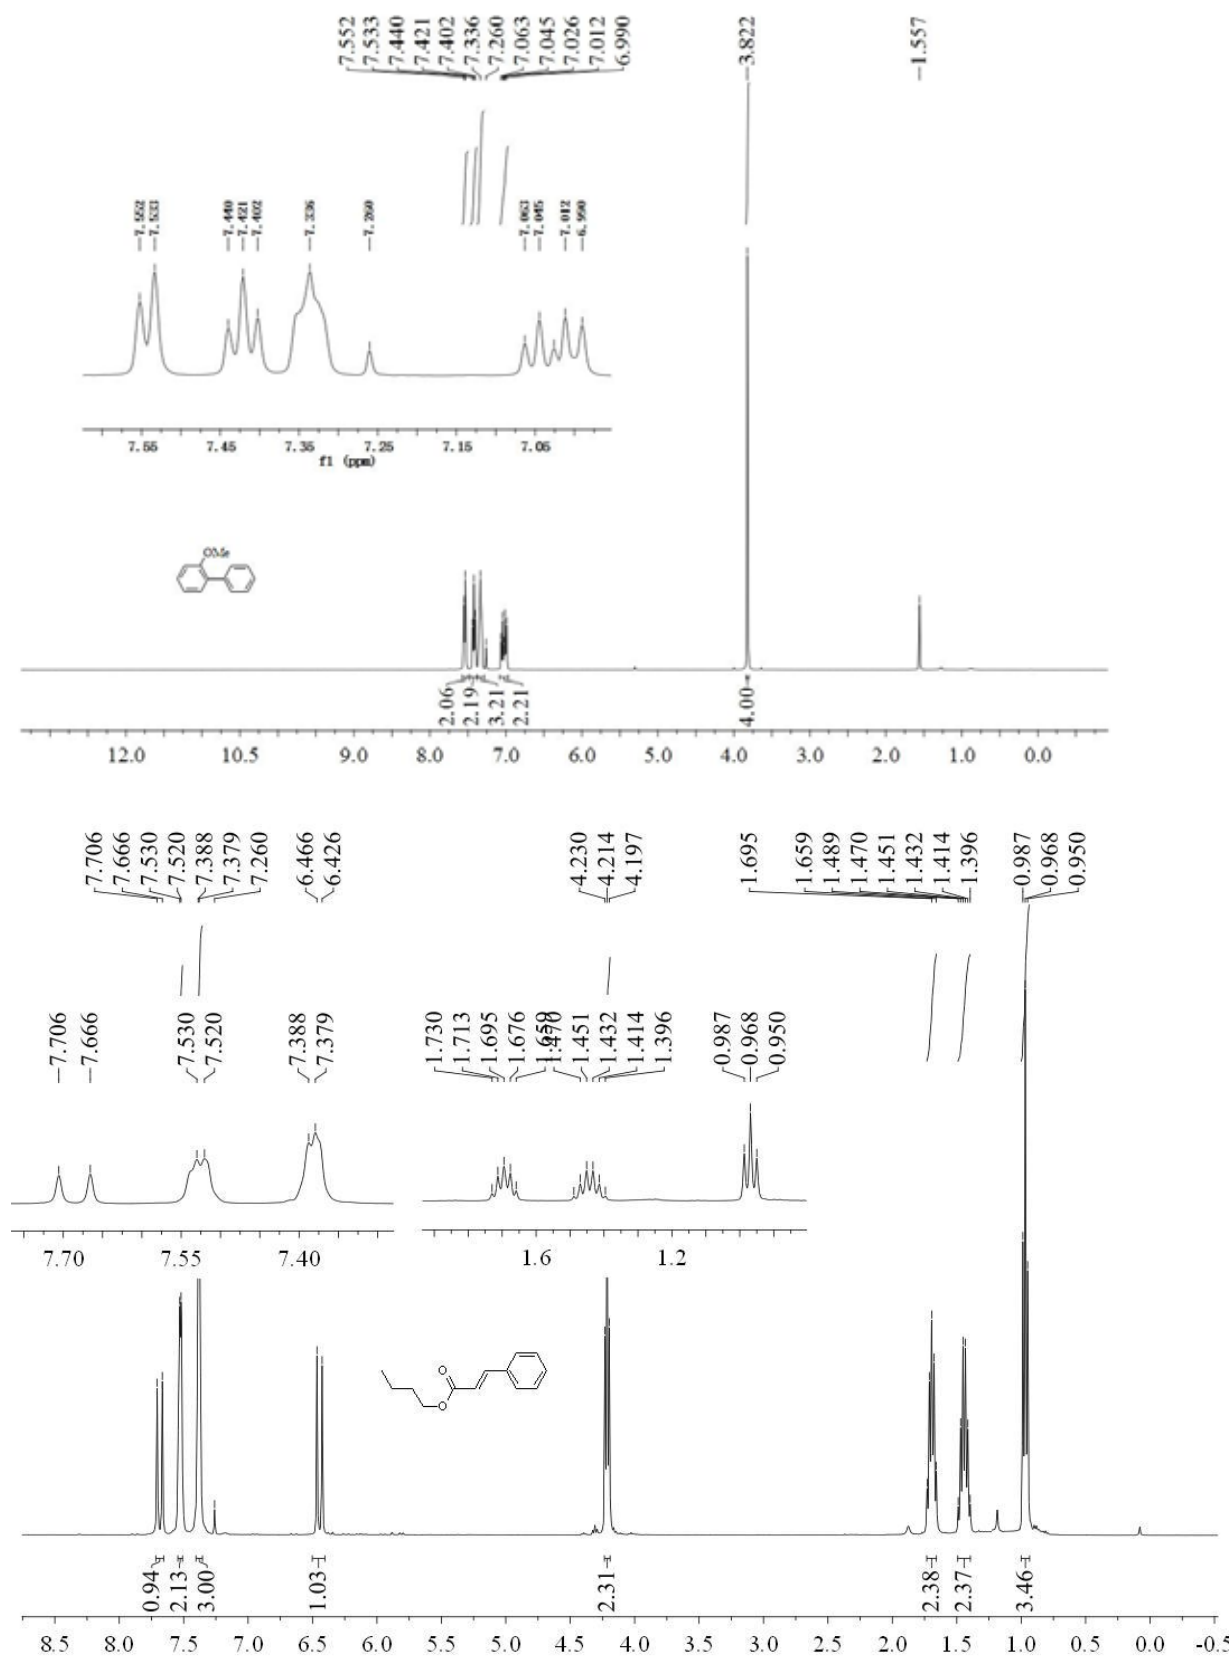 7.552 7.533 7.440 7.421 7.402 7.336 7.260 7.063 7.045 7.026 7.012 6.990 3.822 1.557
7.552 7.533 7.440 7.421 7.402 7.336 7.260 7.063 7.045 7.012 6.990
7.55 7.45 7.35 7.25 7.15 7.05
f1 (ppm)
OMe
2.06 2.19 3.21 2.21 4.00
12.0 10.5 9.0 8.0 7.0 6.0 5.0 4.0 3.0 2.0 1.0 0.0
7.706 7.666 7.530 7.520 7.388 7.379 7.260 6.466 6.426 4.230 4.214 4.197 1.695 1.659 1.489 1.470 1.451 1.432 1.414 1.396 0.987 0.968 0.950
7.706 7.666 7.530 7.520 7.388 7.379 1.730 1.713 1.695 1.676 1.451 1.432 1.414 1.396 0.987 0.968 0.950
7.70 7.55 7.40 1.6 1.2
O
O
0.94 2.13 3.00 1.03 2.31 2.38 2.37 3.46
8.5 8.0 7.5 7.0 6.5 6.0 5.5 5.0 4.5 4.0 3.5 3.0 2.5 2.0 1.5 1.0 0.5 0.0 -0.5